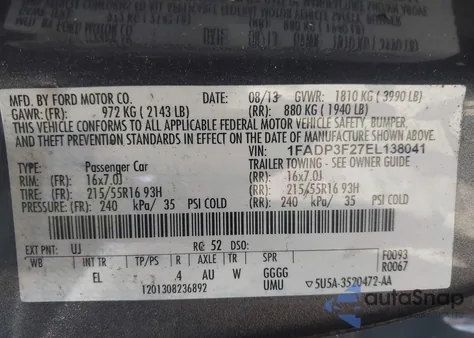 MFD. BY FORD MOTOR CO. DATE: 08/13 GVWR: 1810 KG (3990 LB)
GAWR: (FR): 972 KG (2143 LB) (RR): 880 KG (1940 LB)
THIS VEHICLE CONFORMS TO ALL APPLICABLE FEDERAL MOTOR VEHICLE SAFETY, BUMPER,
AND THEFT PREVENTION STANDARDS IN EFFECT ON THE DATE OF MANUFACTURE SHOWN ABOVE.
VIN: 1FADP3F27EL138041
TYPE: Passenger Car TRAILER TOWING - SEE OWNER GUIDE
RIM: (FR): 16x7.0J (RR): 16x7.0J
TIRE: (FR): 215/55R16 93H (RR): 215/55R16 93H
PRESSURE: (FR): 240 kPa/ 35 PSI COLD (RR): 240 kPa/ 35 PSI COLD
EXT PNT: UJ RC: 52 DSO: F0093
WB INT TR TP/PS R AXLE TR SPR R0067
EL .4 AU W GGGG
1201308236892 UMU ▽5U5A-3520472-AA
autoSnap